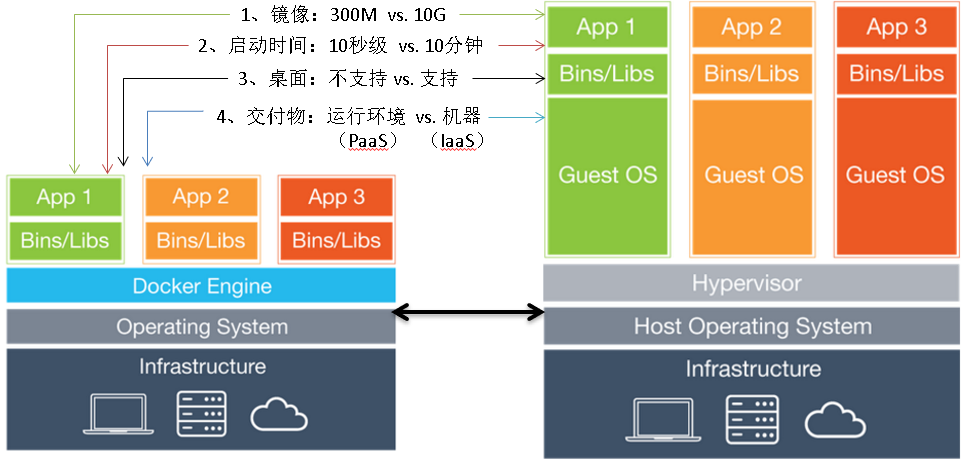 1、镜像：300M vs. 10G
2、启动时间：10秒级 vs. 10分钟
3、桌面：不支持 vs. 支持
4、交付物：运行环境 vs. 机器
（PaaS） （IaaS）
App 1 App 2 App 3
Bins/Libs Bins/Libs Bins/Libs
Docker Engine
Operating System
Infrastructure
App 1 App 2 App 3
Bins/Libs Bins/Libs Bins/Libs
Guest OS Guest OS Guest OS
Hypervisor
Host Operating System
Infrastructure